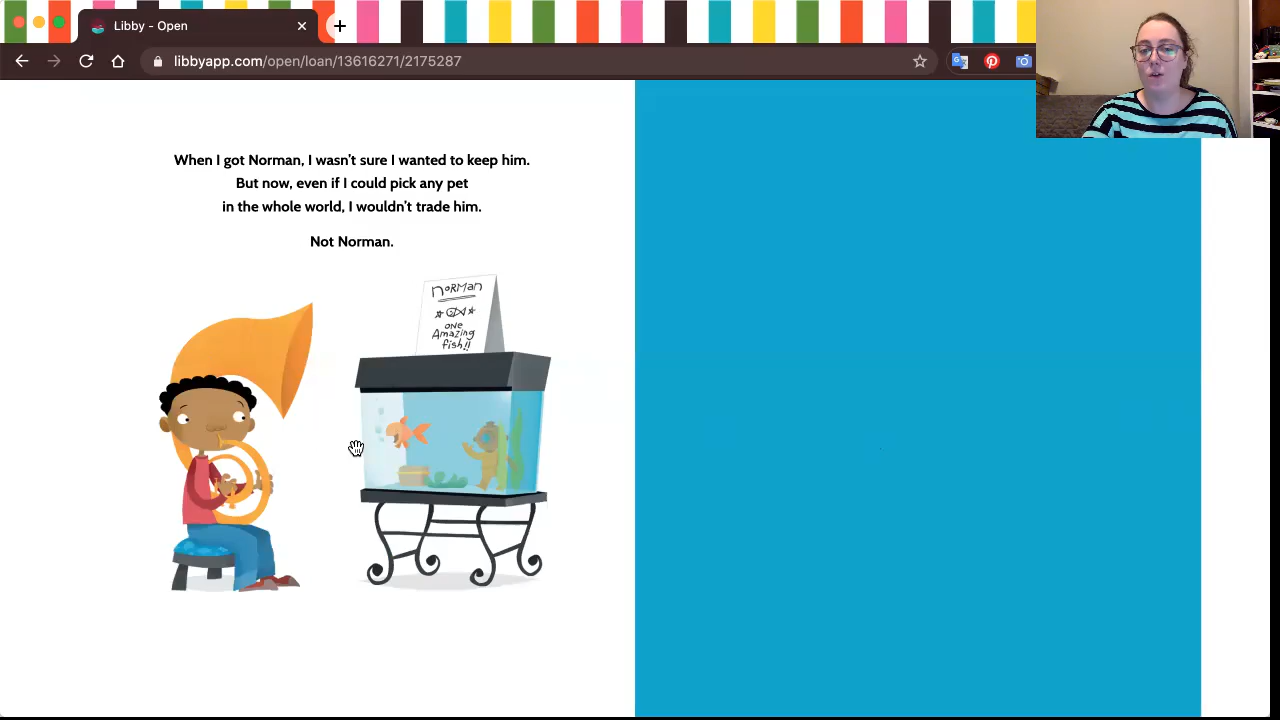 Libby - Open
libbyapp.com/open/loan/13616271/2175287
When I got Norman, I wasn't sure I wanted to keep him.
But now, even if I could pick any pet
in the whole world, I wouldn't trade him.
Not Norman.
NORMAN
ONE
Amazing
fish!!